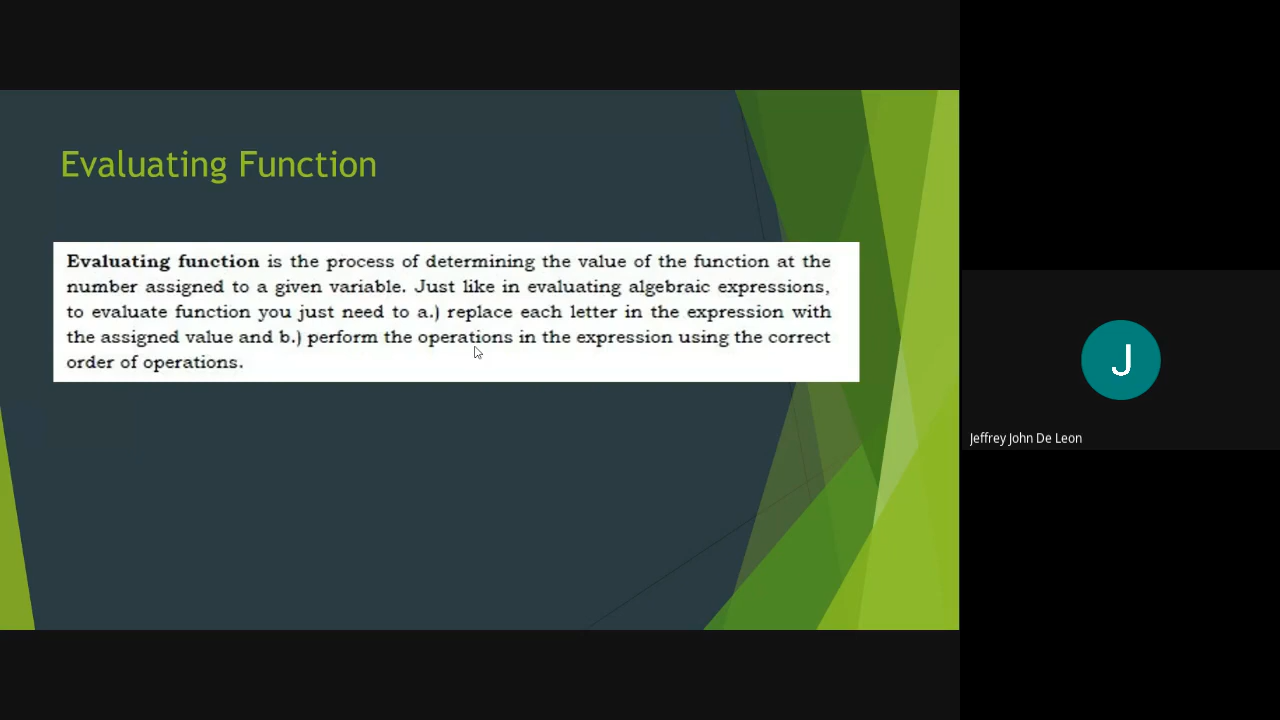 Evaluating Function
Evaluating function is the process of determining the value of the function at the
number assigned to a given variable. Just like in evaluating algebraic expressions,
to evaluate function you just need to a.) replace each letter in the expression with
the assigned value and b.) perform the operations in the expression using the correct
order of operations.
J
Jeffrey John De Leon